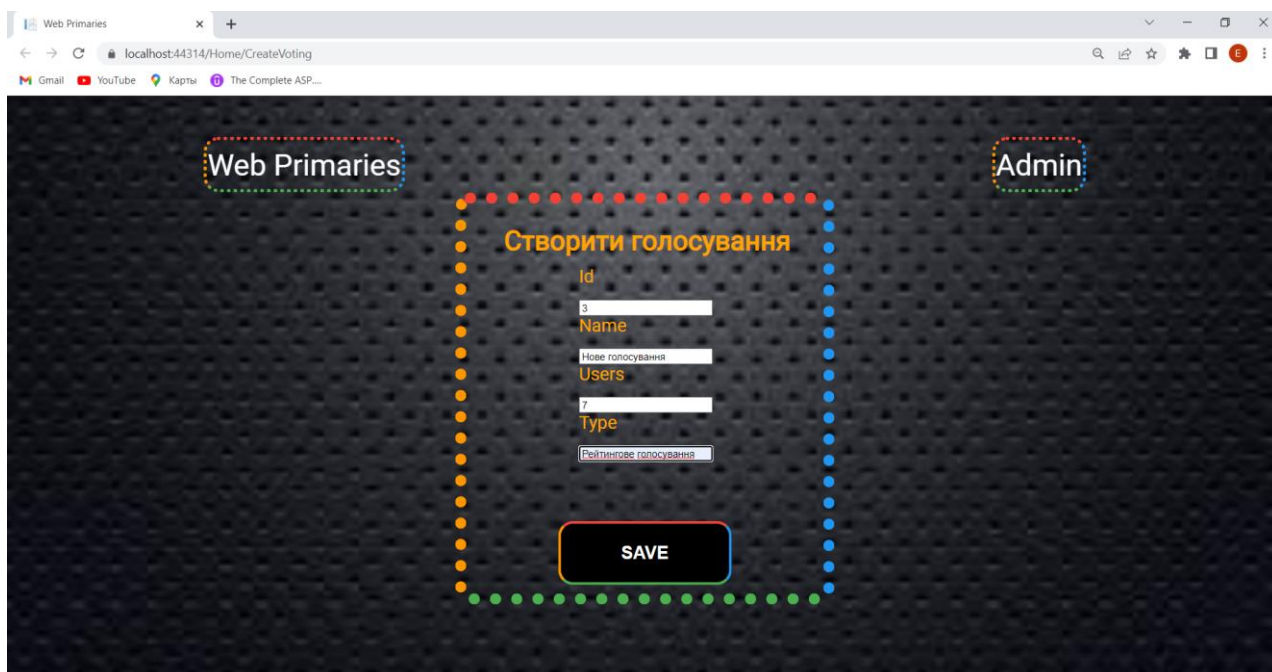 Web Primaries
localhost:44314/Home/CreateVoting
E
Gmail YouTube Карты The Complete ASP....
Web Primaries
Admin
Створити голосування
Id
3
Name
Нове голосування
Users
7
Type
Рейтингове голосування
SAVE